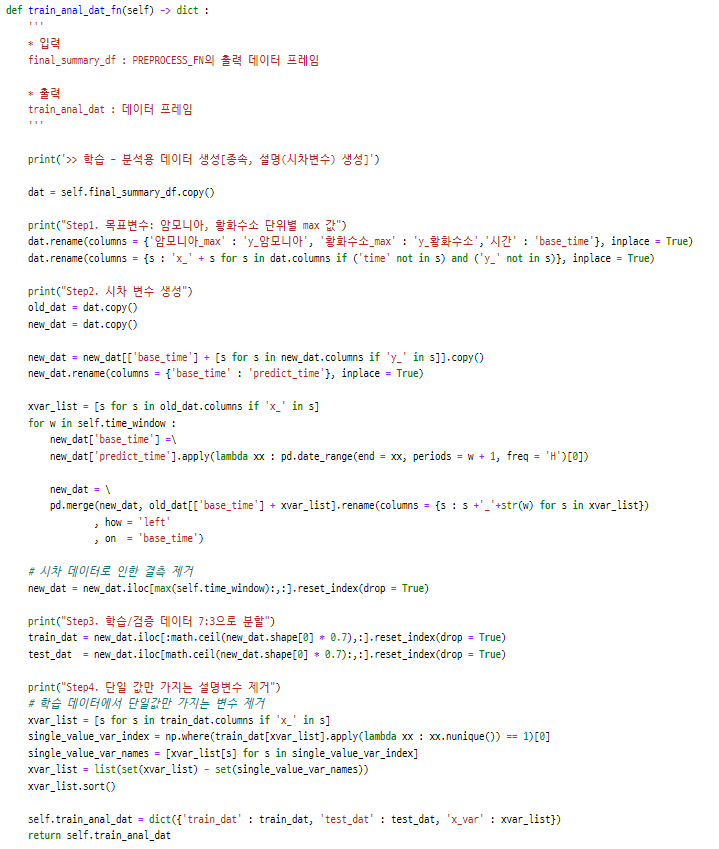 def train_anal_dat_fn(self) -> dict :
    '''
    * 입력
    final_summary_df : PREPROCESS_FN의 출력 데이터 프레임

    * 출력
    train_anal_dat : 데이터 프레임
    '''

    print('>> 학습 - 분석용 데이터 생성[종속, 설명(시차변수) 생성]')

    dat = self.final_summary_df.copy()

    print("Step1. 목표변수: 암모니아, 황화수소 단위별 max 값")
    dat.rename(columns = {'암모니아_max' : 'y_암모니아', '황화수소_max' : 'y_황화수소','시간' : 'base_time'}, inplace = True)
    dat.rename(columns = {s : 'x_' + s for s in dat.columns if ('time' not in s) and ('y_' not in s)}, inplace = True)

    print("Step2. 시차 변수 생성")
    old_dat = dat.copy()
    new_dat = dat.copy()

    new_dat = new_dat[['base_time'] + [s for s in new_dat.columns if 'y_' in s]].copy()
    new_dat.rename(columns = {'base_time' : 'predict_time'}, inplace = True)

    xvar_list = [s for s in old_dat.columns if 'x_' in s]
    for w in self.time_window :
        new_dat['base_time'] =\
        new_dat['predict_time'].apply(lambda xx : pd.date_range(end = xx, periods = w + 1, freq = 'H')[0])

        new_dat = \
        pd.merge(new_dat, old_dat[['base_time'] + xvar_list].rename(columns = {s : s +'_'+str(w) for s in xvar_list})
                , how = 'left'
                , on  = 'base_time')

    # 시차 데이터로 인한 결측 제거
    new_dat = new_dat.iloc[max(self.time_window):,:].reset_index(drop = True)

    print("Step3. 학습/검증 데이터 7:3으로 분할")
    train_dat = new_dat.iloc[:math.ceil(new_dat.shape[0] * 0.7),:].reset_index(drop = True)
    test_dat  = new_dat.iloc[math.ceil(new_dat.shape[0] * 0.7):,:].reset_index(drop = True)

    print("Step4. 단일 값만 가지는 설명변수 제거")
    # 학습 데이터에서 단일값만 가지는 변수 제거
    xvar_list = [s for s in train_dat.columns if 'x_' in s]
    single_value_var_index = np.where(train_dat[xvar_list].apply(lambda xx : xx.nunique()) == 1)[0]
    single_value_var_names = [xvar_list[s] for s in single_value_var_index]
    xvar_list = list(set(xvar_list) - set(single_value_var_names))
    xvar_list.sort()

    self.train_anal_dat = dict({'train_dat' : train_dat, 'test_dat' : test_dat, 'x_var' : xvar_list})
    return self.train_anal_dat